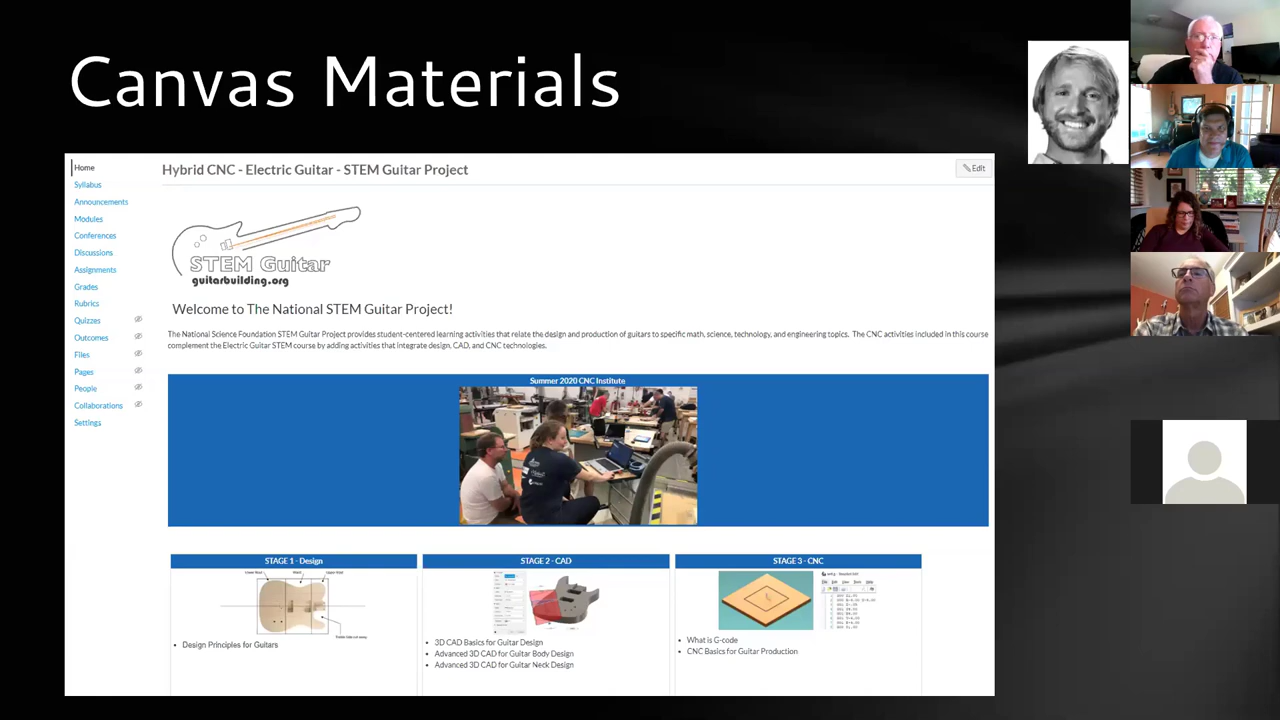 Canvas Materials
Home
Syllabus
Announcements
Modules
Conferences
Discussions
Assignments
Grades
Rubrics
Quizzes
Outcomes
Files
Pages
People
Collaborations
Settings
Hybrid CNC - Electric Guitar - STEM Guitar Project
Edit
STEM Guitar
guitarbuilding.org
Welcome to The National STEM Guitar Project!
The National Science Foundation STEM Guitar Project provides student-centered learning activities that relate the design and production of guitars to specific math, science, technology, and engineering topics. The CNC activities included in this course
complement the Electric Guitar STEM course by adding activities that integrate design, CAD, and CNC technologies.
Summer 2020 CNC Institute
STAGE 1 - Design
Design Principles for Guitars
STAGE 2 - CAD
3D CAD Basics for Guitar Design
Advanced 3D CAD for Guitar Body Design
Advanced 3D CAD for Guitar Neck Design
STAGE 3 - CNC
What is G-code
CNC Basics for Guitar Production